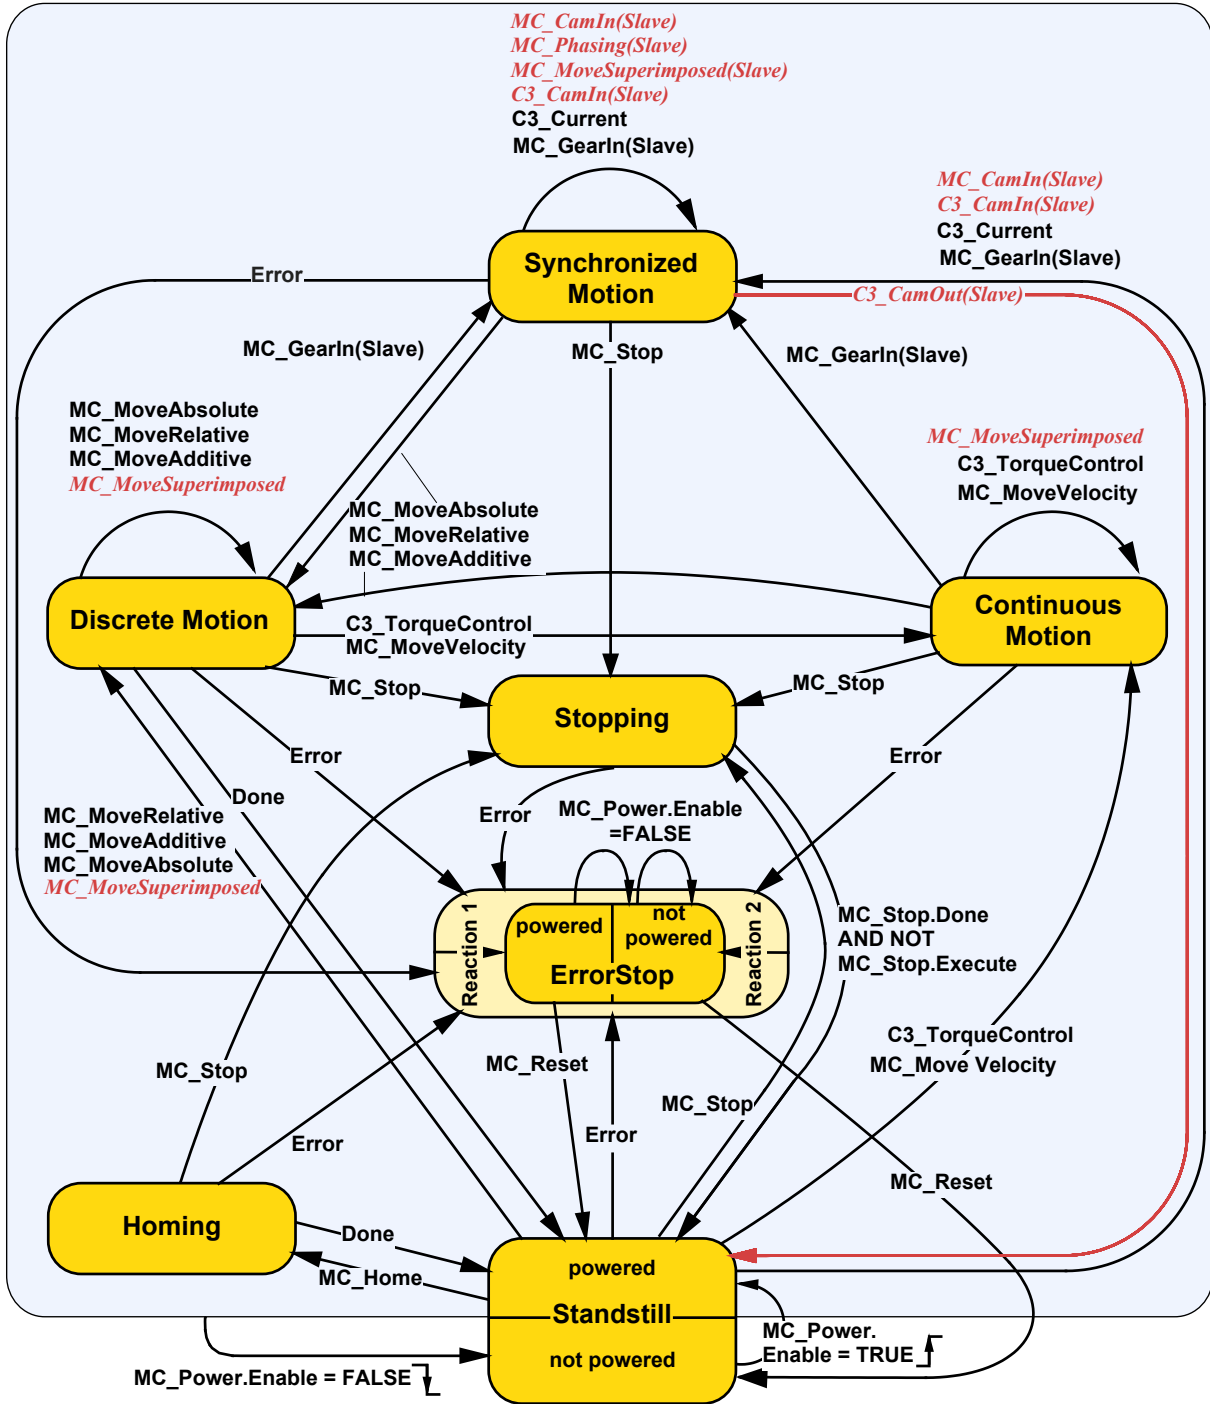 MC_CamIn(Slave)
MC_Phasing(Slave)
MC_MoveSuperimposed(Slave)
C3_CamIn(Slave)
C3_Current
MC_GearIn(Slave)
MC_CamIn(Slave)
C3_CamIn(Slave)
C3_Current
MC_GearIn(Slave)
Synchronized
Motion
Error
C3_CamOut(Slave)
MC_GearIn(Slave)
MC_Stop
MC_GearIn(Slave)
MC_MoveAbsolute
MC_MoveRelative
MC_MoveAdditive
MC_MoveSuperimposed
MC_MoveSuperimposed
C3_TorqueControl
MC_MoveVelocity
MC_MoveAbsolute
MC_MoveRelative
MC_MoveAdditive
Discrete Motion
Continuous
Motion
C3_TorqueControl
MC_MoveVelocity
MC_Stop
MC_Stop
Stopping
Error
Error
Done
Error
MC_Power.Enable
=FALSE
MC_MoveRelative
MC_MoveAdditive
MC_MoveAbsolute
MC_MoveSuperimposed
Reaction 1
powered
not
powered
ErrorStop
Reaction 2
MC_Stop.Done
AND NOT
MC_Stop.Execute
C3_TorqueControl
MC_Move Velocity
MC_Stop
MC_Reset
MC_Stop
Error
Error
MC_Reset
Homing
Done
MC_Home
powered
Standstill
not powered
MC_Power.
Enable = TRUE
MC_Power.Enable = FALSE